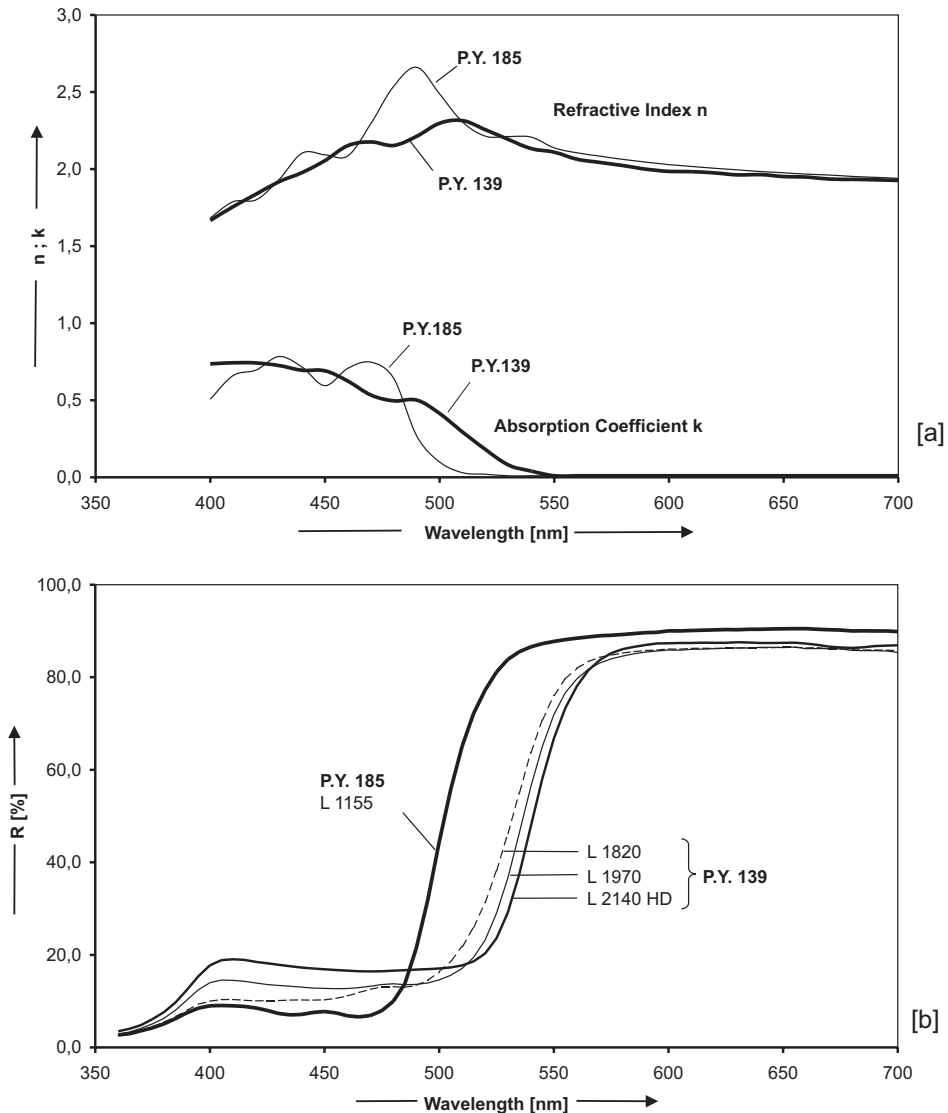 3,0
2,5
2,0
1,5
1,0
0,5
0,0
n ; k
P.Y. 185
Refractive Index n
P.Y. 139
P.Y.185
P.Y.139
Absorption Coefficient k
[a]
350 400 450 500 550 600 650 700
Wavelength [nm]
100,0
80,0
60,0
40,0
20,0
0,0
R [%]
P.Y. 185
L 1155
L 1820
L 1970
L 2140 HD
P.Y. 139
[b]
350 400 450 500 550 600 650 700
Wavelength [nm]